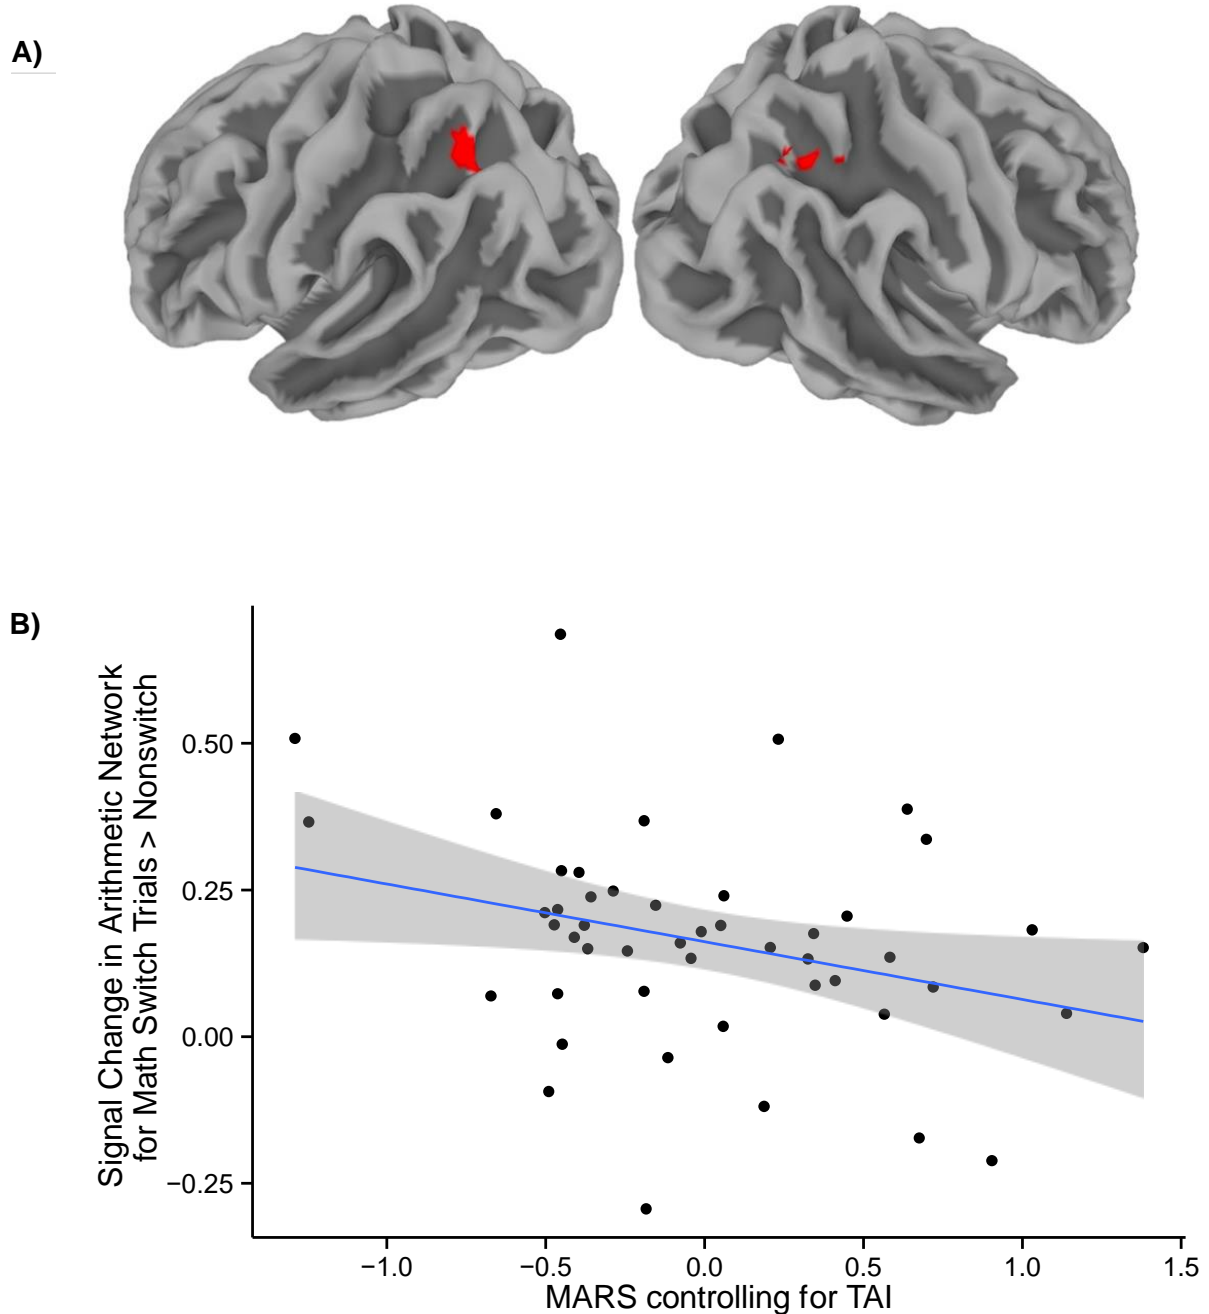 A)
B)
Signal Change in Arithmetic Network
for Math Switch Trials > Nonswitch
0.50
0.25
0.00
−0.25
−1.0
−0.5
0.0
0.5
1.0
1.5
MARS controlling for TAI